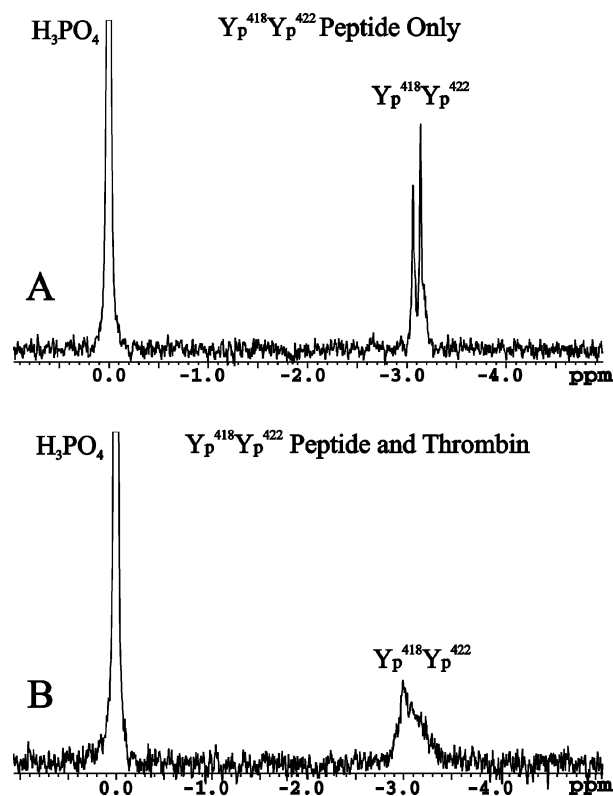 H₃PO₄ Yp⁴¹⁸Yp⁴²² Peptide Only
Yp⁴¹⁸Yp⁴²²
A
0.0 -1.0 -2.0 -3.0 -4.0 ppm
H₃PO₄ Yp⁴¹⁸Yp⁴²² Peptide and Thrombin
Yp⁴¹⁸Yp⁴²²
B
0.0 -1.0 -2.0 -3.0 -4.0 ppm